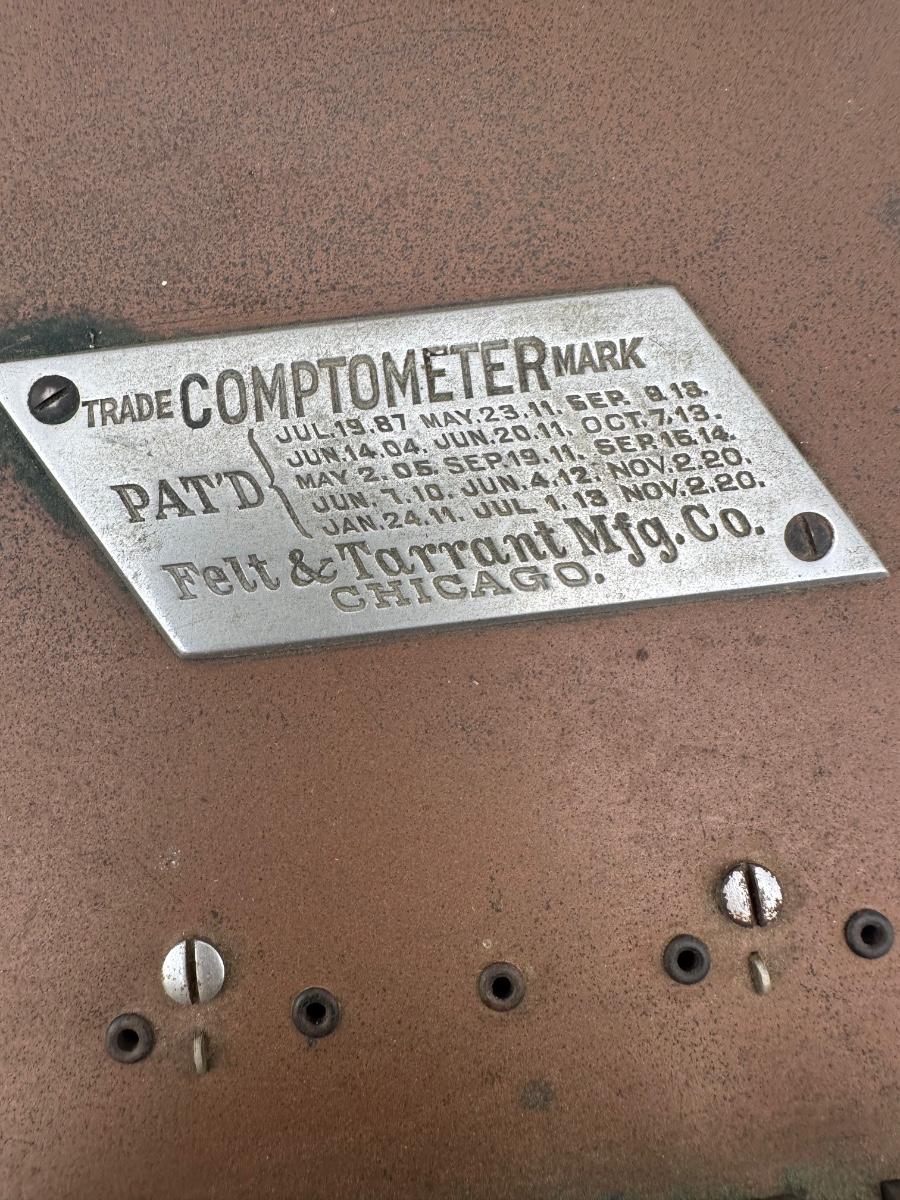 TRADE COMPTOMETER MARK
JUL.19.87 MAY.23.11. SEP. 9.13.
JUN.14.04. JUN.20.11. OCT.7.13.
PAT'D MAY 2.05. SEP.19.11. SEP.15.14.
JUN.7.10. JUN.4.12. NOV.2.20.
JAN.24.11. JUL.1.13 NOV.2.20.
Felt & Tarrant Mfg. Co.
CHICAGO.